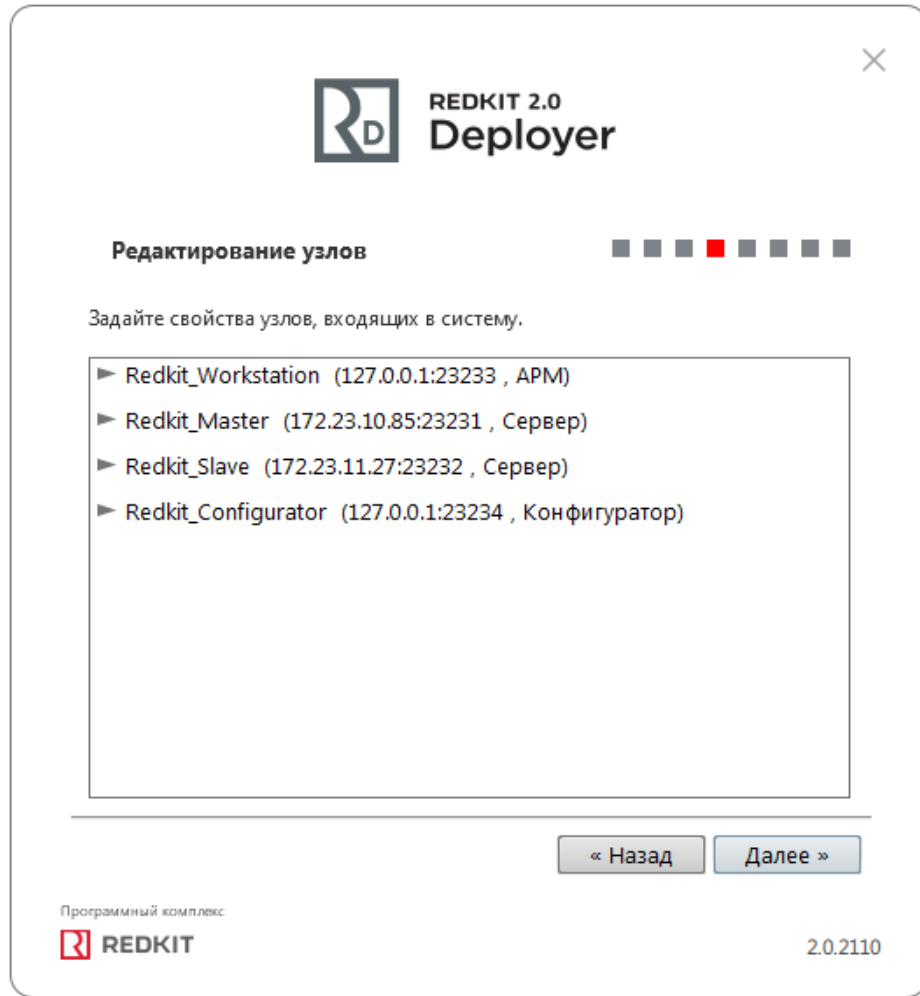 REDKIT 2.0
Deployer
Редактирование узлов
Задайте свойства узлов, входящих в систему.
Redkit_Workstation (127.0.0.1:23233 , АРМ)
Redkit_Master (172.23.10.85:23231 , Сервер)
Redkit_Slave (172.23.11.27:23232 , Сервер)
Redkit_Configurator (127.0.0.1:23234 , Конфигуратор)
« Назад Далее »
Программный комплекс
REDKIT 2.0.2110